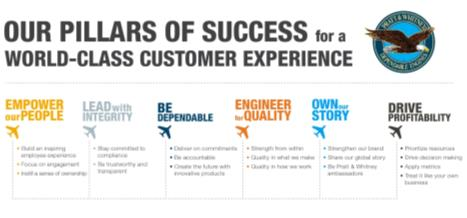 OUR PILLARS OF SUCCESS for a
WORLD-CLASS CUSTOMER EXPERIENCE
PRATT & WHITNEY
DEPENDABLE ENGINES
EMPOWER
our PEOPLE
• Build an inspiring
employee experience
• Focus on engagement
• Instill a sense of ownership
LEAD with
INTEGRITY
• Stay committed to
compliance
• Be trustworthy and
transparent
BE
DEPENDABLE
• Deliver on commitments
• Be accountable
• Create the future with
innovative products
ENGINEER
for QUALITY
• Strength from within
• Quality in what we make
• Quality in how we work
OWN our
STORY
• Strengthen our brand
• Share our global story
• Be Pratt & Whitney
ambassadors
DRIVE
PROFITABILITY
• Prioritize resources
• Drive decision making
• Apply metrics
• Treat it like your own
business